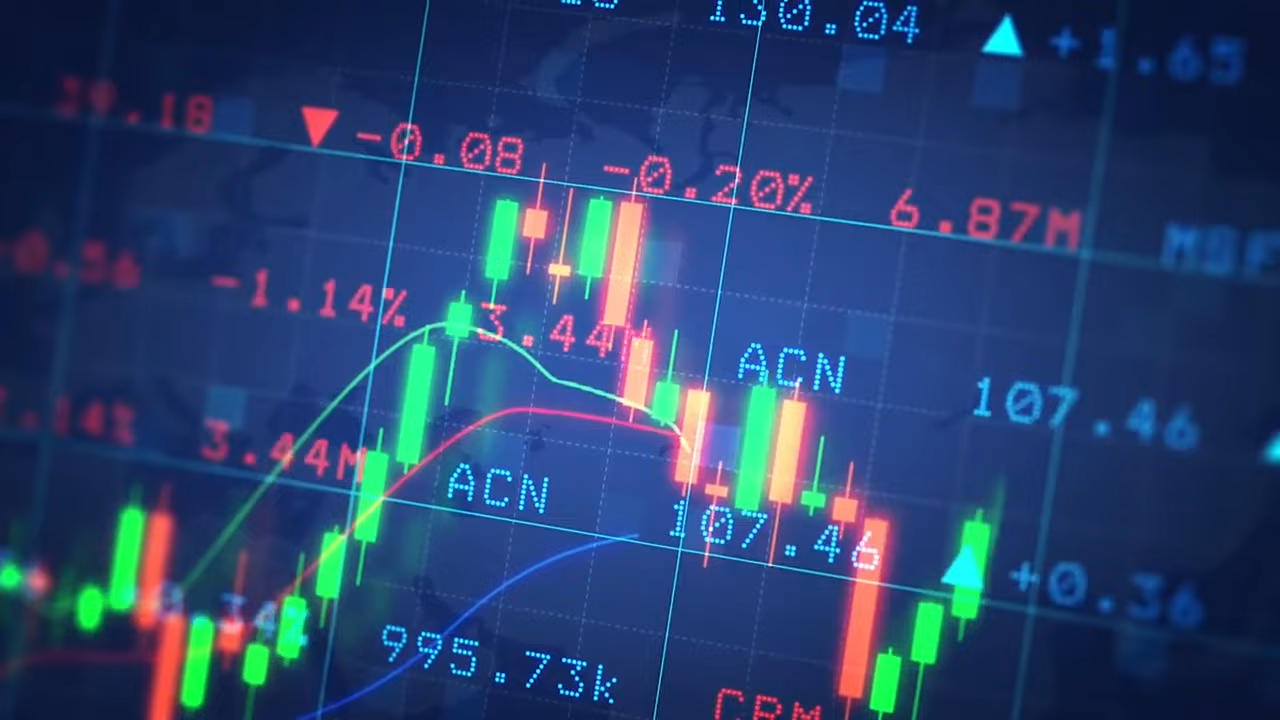 130.04 +1.65
39.18 -0.08 -0.20% 6.87M
-1.14% 3.44M
ACN 107.46
3.44M ACN 107.46 +0.36
995.73k CRM